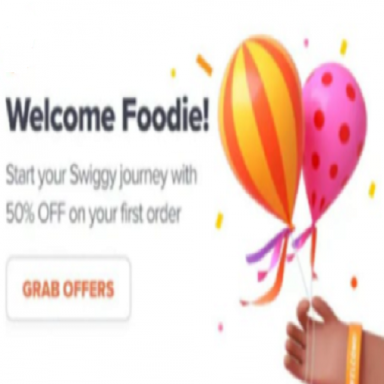 Welcome Foodie!
Start your Swiggy journey with
50% OFF on your first order
GRAB OFFERS